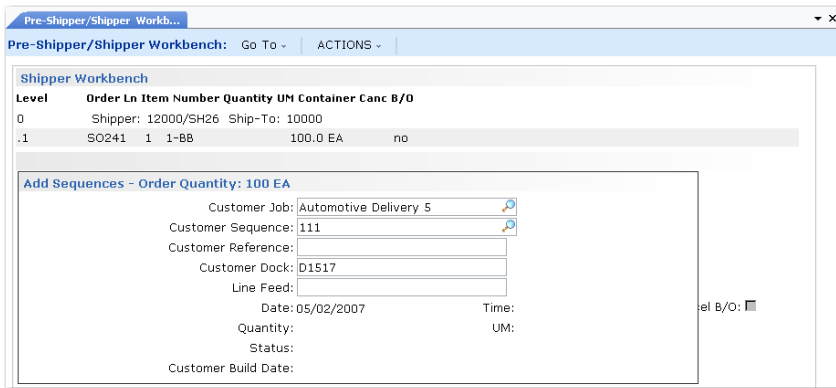 Pre-Shipper/Shipper Workb...
Pre-Shipper/Shipper Workbench: Go To ACTIONS
Shipper Workbench
Level Order Ln Item Number Quantity UM Container Canc B/O
0 Shipper: 12000/SH26 Ship-To: 10000
.1 SO241 1 1-BB 100.0 EA no
Add Sequences - Order Quantity: 100 EA
Customer Job: Automotive Delivery 5
Customer Sequence: 111
Customer Reference:
Customer Dock: D1517
Line Feed:
Date: 05/02/2007 Time: :el B/O:
Quantity: UM:
Status:
Customer Build Date: